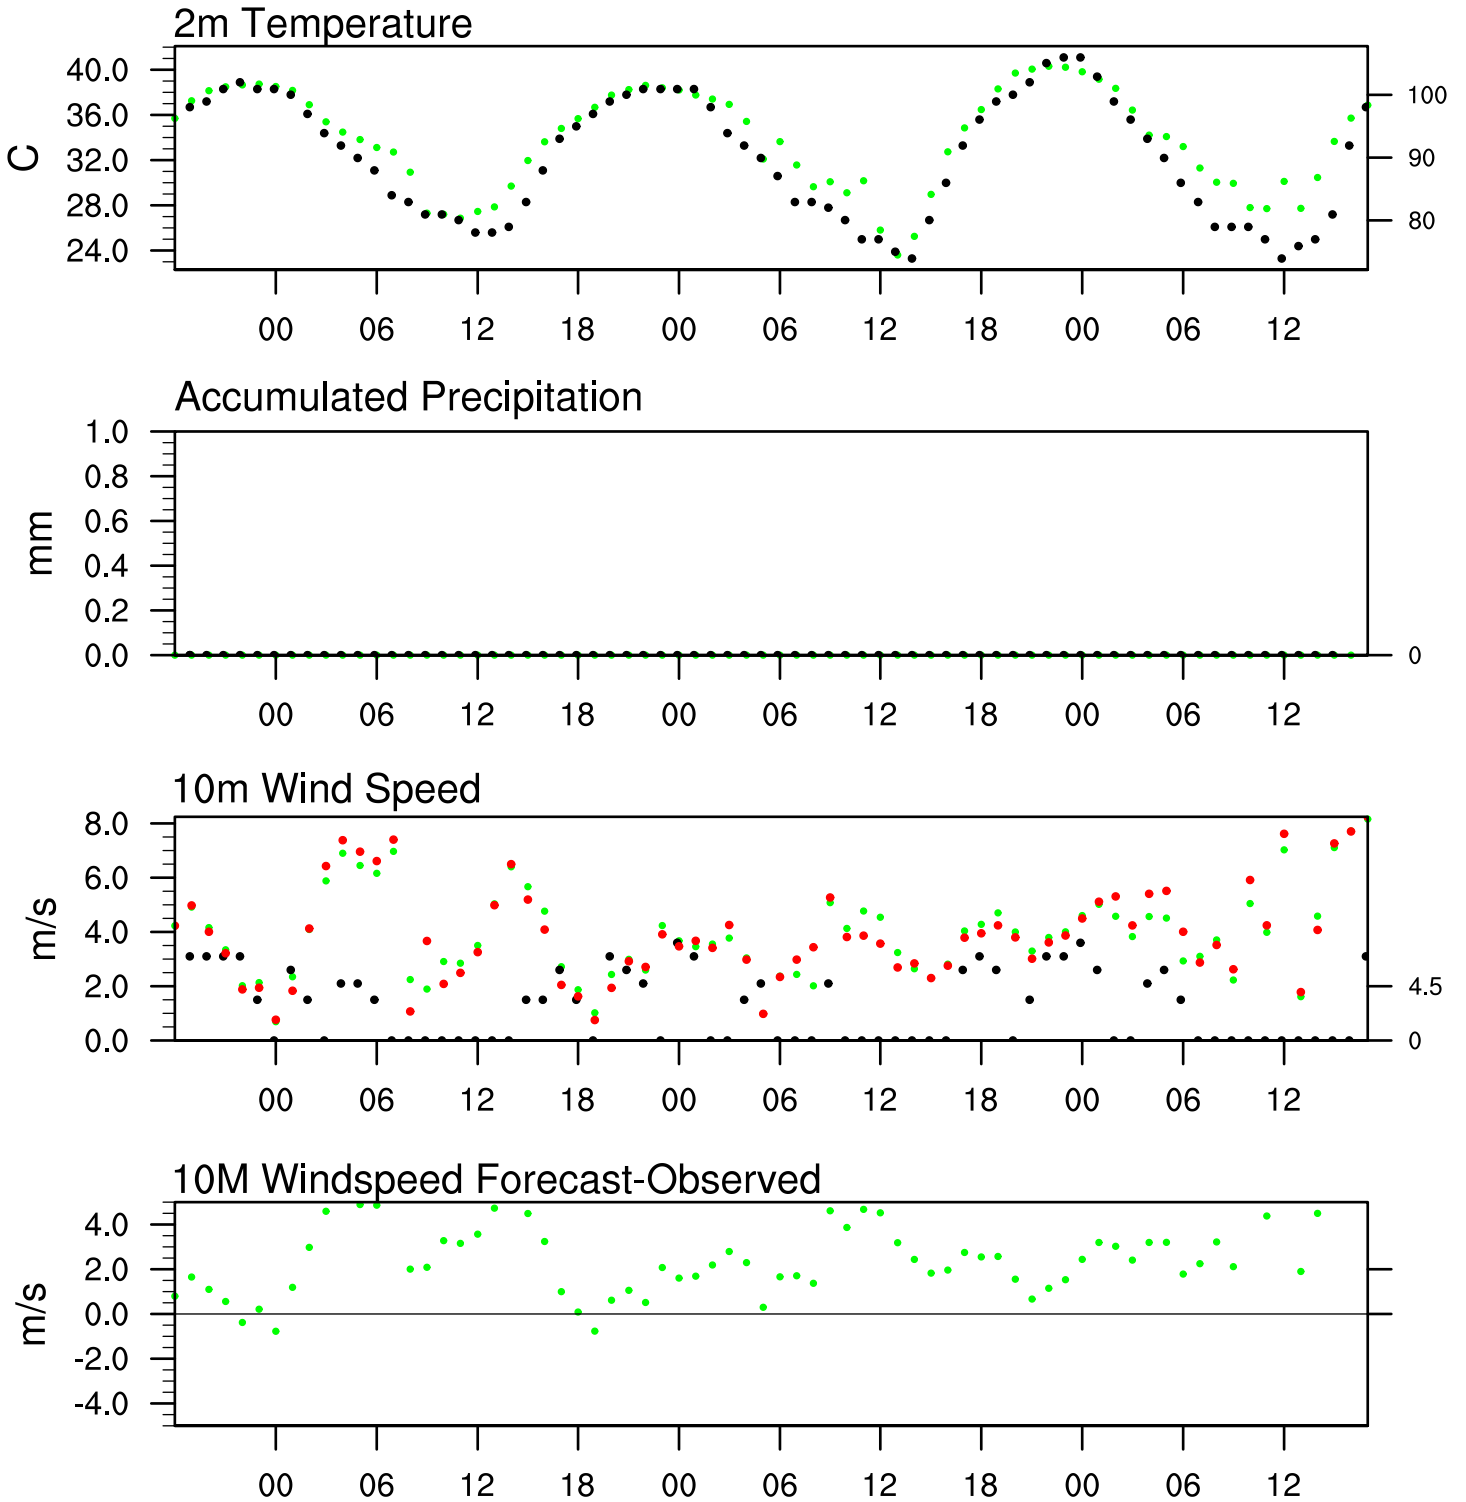 2m Temperature
40.0
36.0
32.0
28.0
24.0
C
100
90
80
00 06 12 18 00 06 12 18 00 06 12
Accumulated Precipitation
1.0
0.8
0.6
0.4
0.2
0.0
mm
0
00 06 12 18 00 06 12 18 00 06 12
10m Wind Speed
8.0
6.0
4.0
2.0
0.0
m/s
4.5
0
00 06 12 18 00 06 12 18 00 06 12
10M Windspeed Forecast-Observed
4.0
2.0
0.0
-2.0
-4.0
m/s
00 06 12 18 00 06 12 18 00 06 12